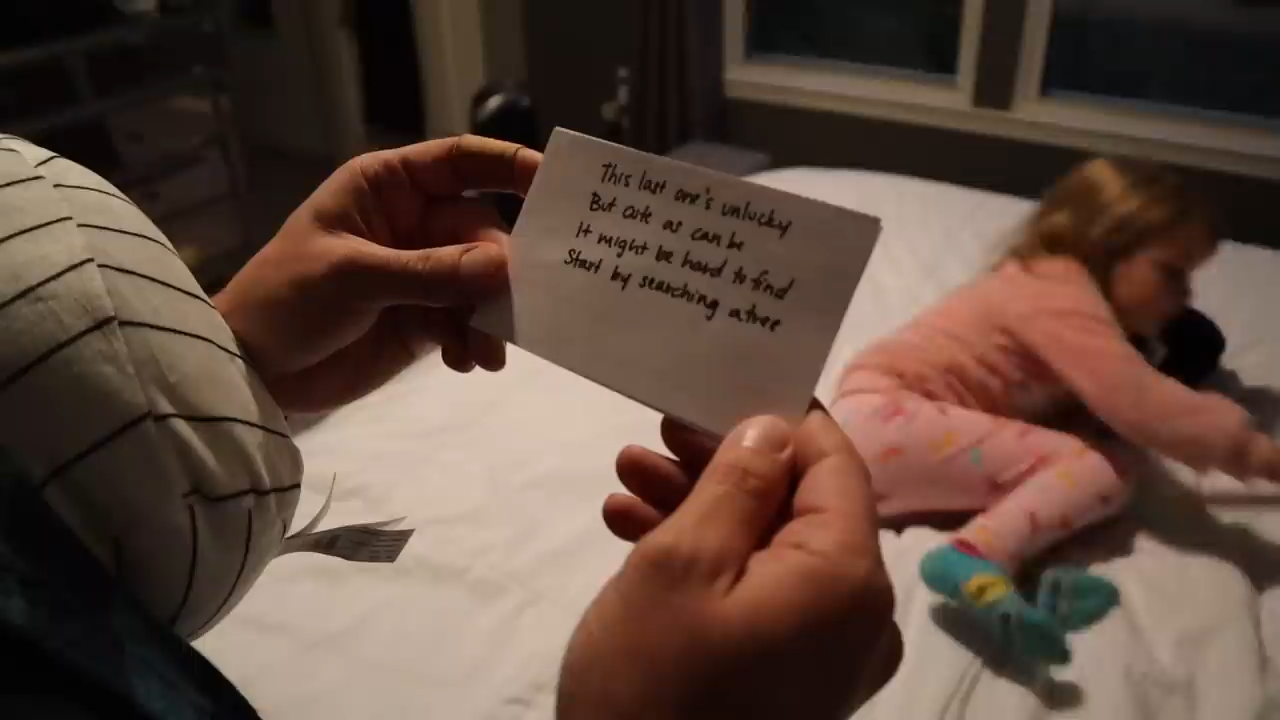 This last one's unlucky
But cute as can be
It might be hard to find
Start by searching a tree